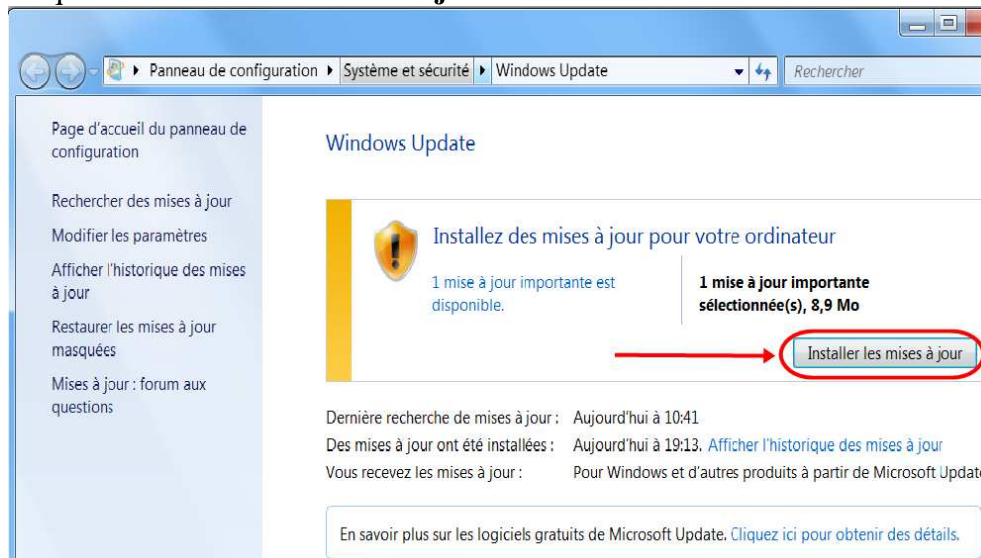 Panneau de configuration ▸ Système et sécurité ▸ Windows Update
Rechercher
Page d'accueil du panneau de
configuration
Rechercher des mises à jour
Modifier les paramètres
Afficher l'historique des mises
à jour
Restaurer les mises à jour
masquées
Mises à jour : forum aux
questions
Windows Update
Installez des mises à jour pour votre ordinateur
1 mise à jour importante est
disponible.
1 mise à jour importante
sélectionnée(s), 8,9 Mo
Installer les mises à jour
Dernière recherche de mises à jour : Aujourd'hui à 10:41
Des mises à jour ont été installées : Aujourd'hui à 19:13. Afficher l'historique des mises à jour
Vous recevez les mises à jour : Pour Windows et d'autres produits à partir de Microsoft Update
En savoir plus sur les logiciels gratuits de Microsoft Update. Cliquez ici pour obtenir des détails.